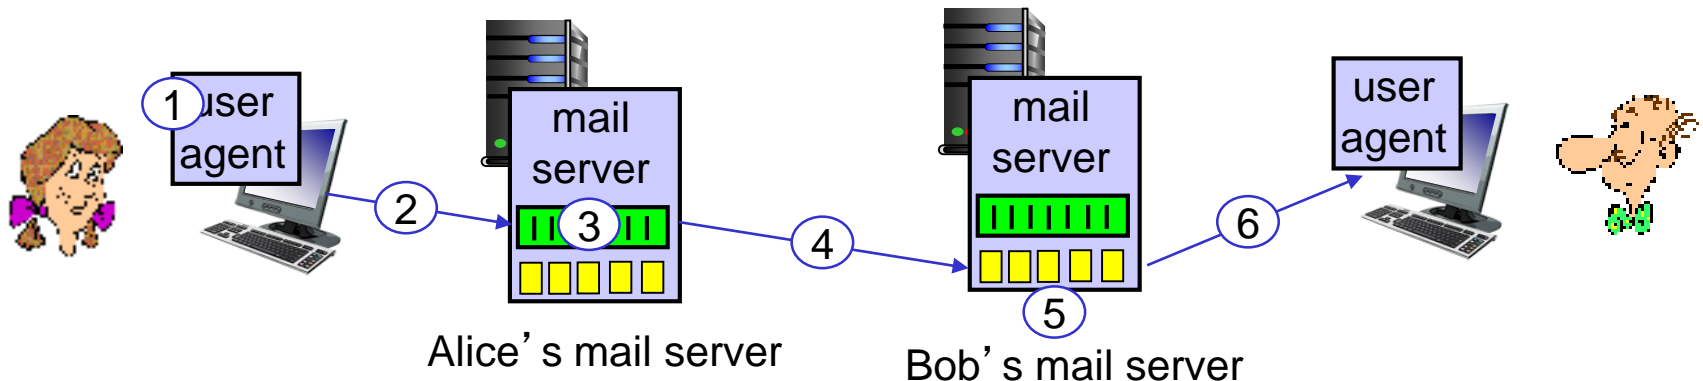 1 user
agent
2
mail
server
3
Alice’s mail server
4
mail
server
5
Bob’s mail server
6
user
agent